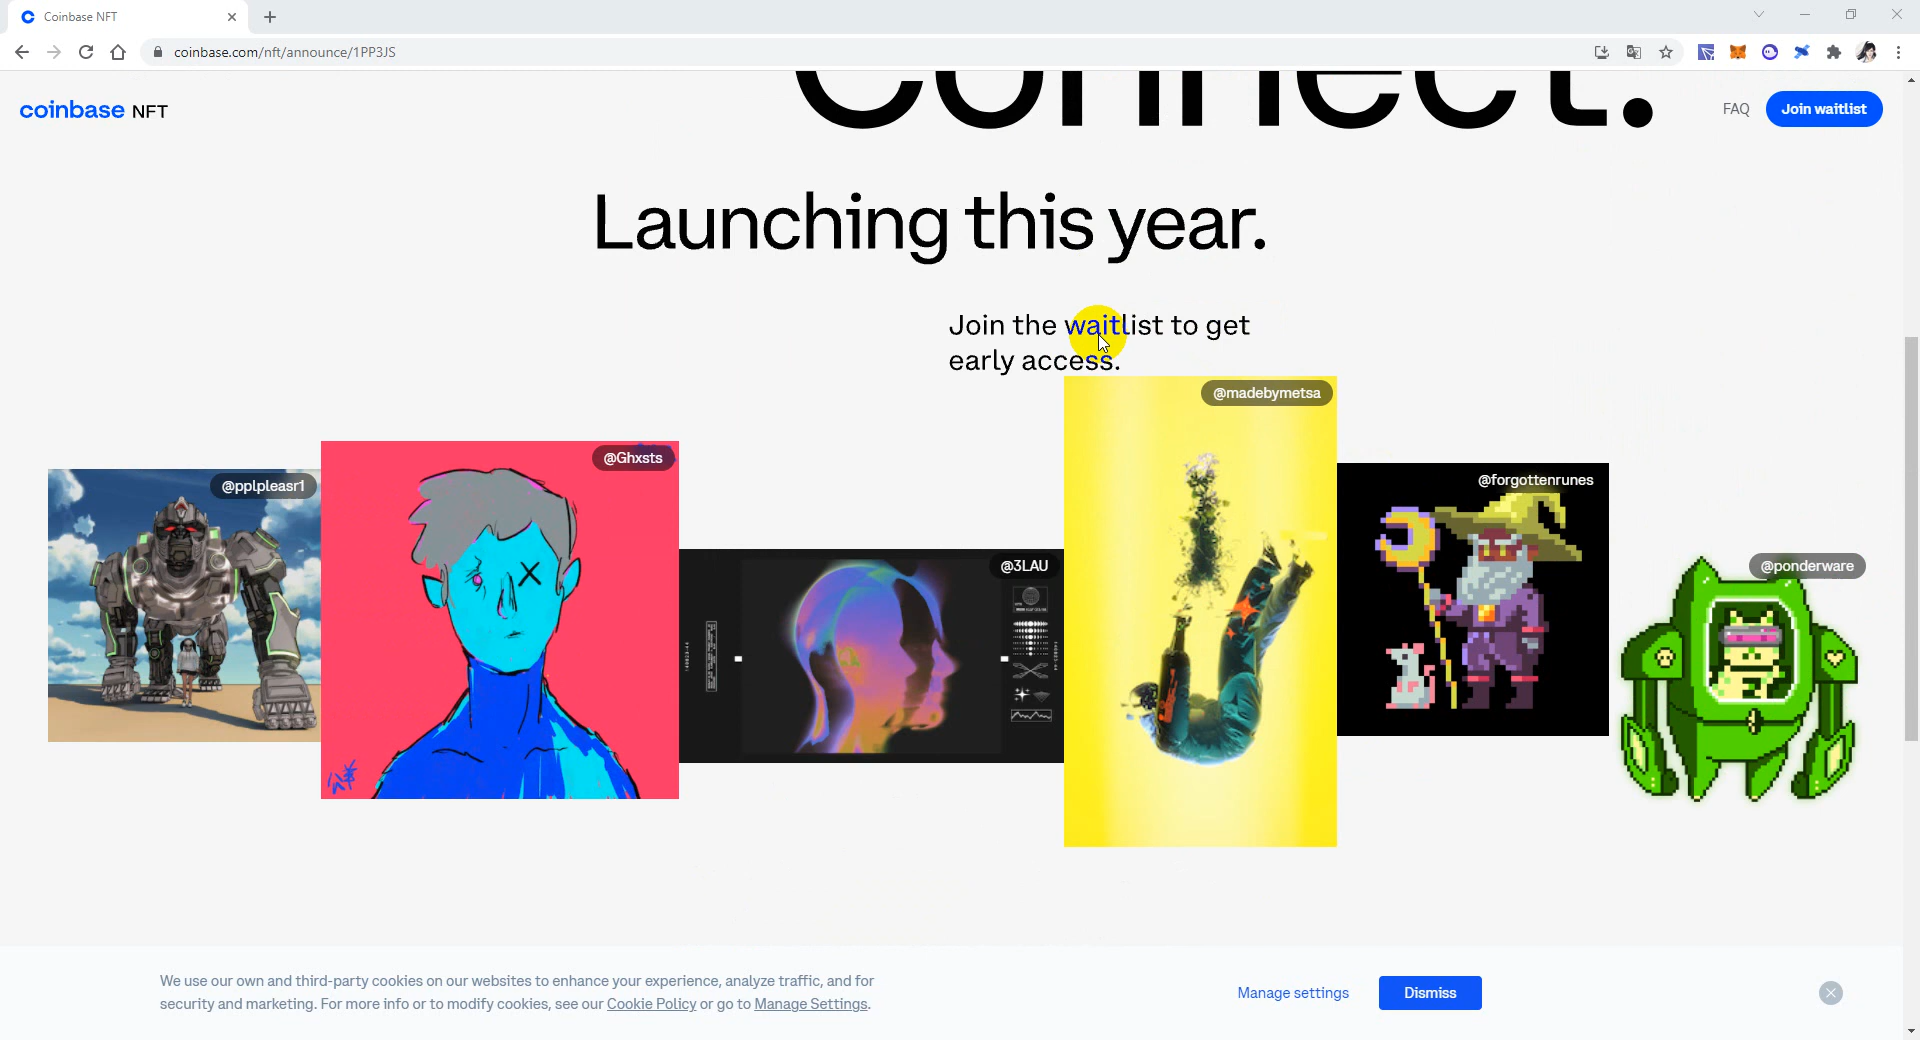 Coinbase NFT
coinbase.com/nft/announce/1PP3JS
Connect.
coinbase NFT
FAQ
Join waitlist
Launching this year.
Join the waitlist to get
early access.
@madebymetsa
@Ghxsts
@pplpleasr1
@forgottenrunes
@3LAU
@ponderware
We use our own and third-party cookies on our websites to enhance your experience, analyze traffic, and for
security and marketing. For more info or to modify cookies, see our Cookie Policy or go to Manage Settings.
Manage settings
Dismiss